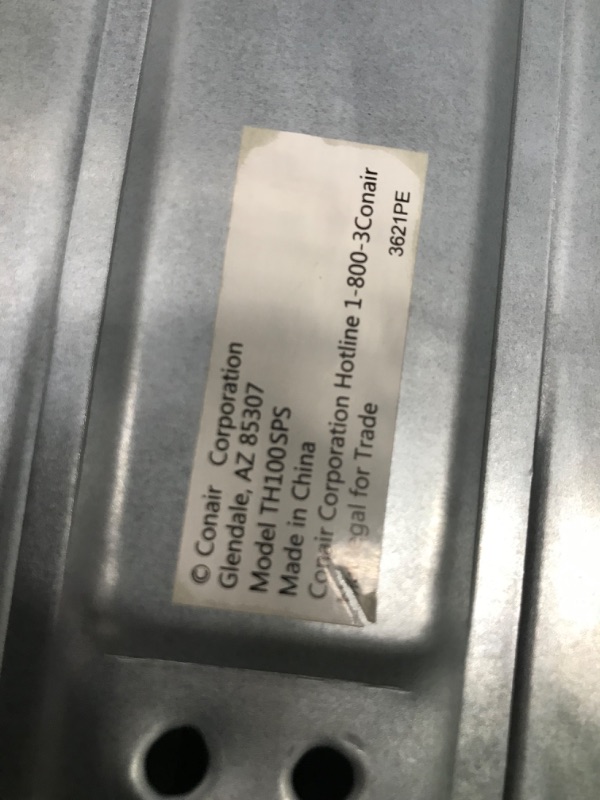 © Conair Corporation
Glendale, AZ 85307
Model TH100SPS
Made in China
Conair Corporation Hotline 1-800-3Conair
for Trade
3621PE